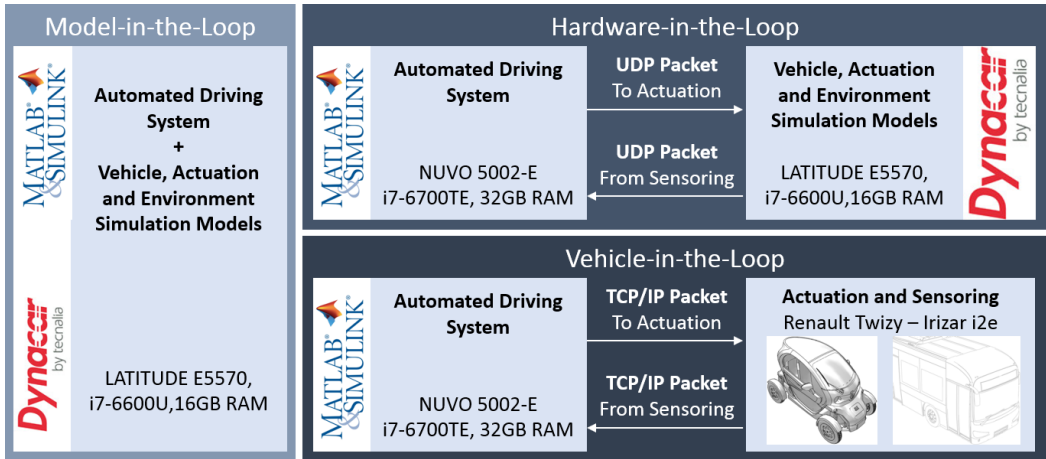 Model-in-the-Loop
MATLAB®
&SIMULINK®
Automated Driving
System
+
Vehicle, Actuation
and Environment
Simulation Models
Dynacar
by tecnalia
LATITUDE E5570,
i7-6600U,16GB RAM
Hardware-in-the-Loop
MATLAB®
&SIMULINK®
Automated Driving
System
NUVO 5002-E
i7-6700TE, 32GB RAM
UDP Packet
To Actuation
UDP Packet
From Sensoring
Vehicle, Actuation
and Environment
Simulation Models
LATITUDE E5570,
i7-6600U,16GB RAM
Dynacar
by tecnalia
Vehicle-in-the-Loop
MATLAB®
&SIMULINK®
Automated Driving
System
NUVO 5002-E
i7-6700TE, 32GB RAM
TCP/IP Packet
To Actuation
TCP/IP Packet
From Sensoring
Actuation and Sensoring
Renault Twizy – Irizar i2e